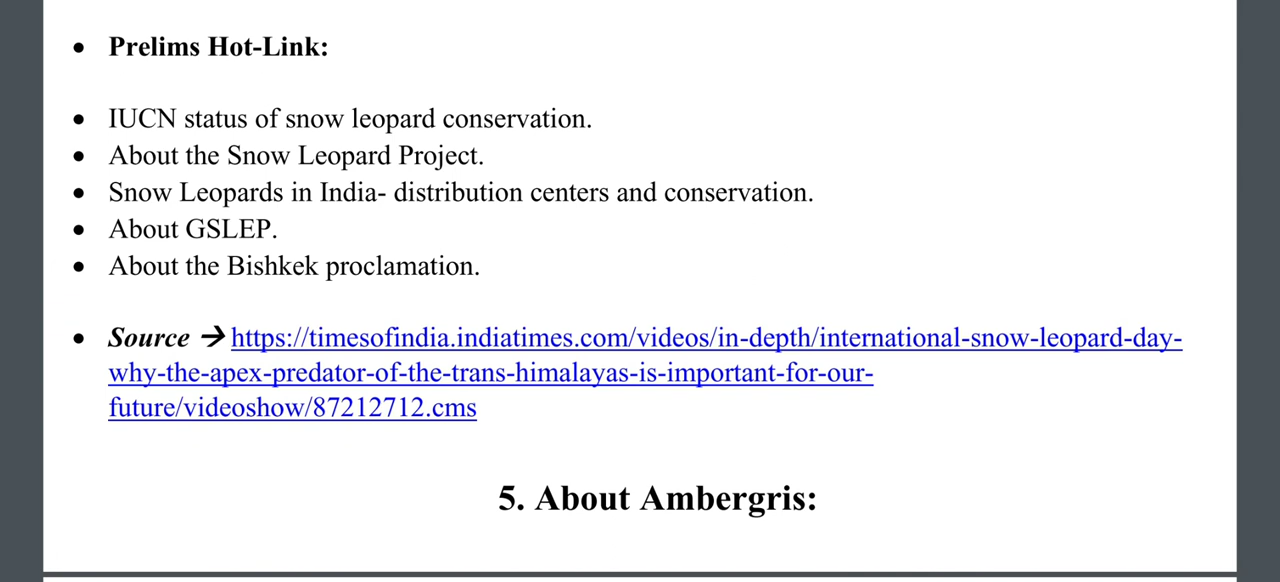 • Prelims Hot-Link:
• IUCN status of snow leopard conservation.
• About the Snow Leopard Project.
• Snow Leopards in India- distribution centers and conservation.
• About GSLEP.
• About the Bishkek proclamation.
• Source → https://timesofindia.indiatimes.com/videos/in-depth/international-snow-leopard-day-
why-the-apex-predator-of-the-trans-himalayas-is-important-for-our-
future/videoshow/87212712.cms
5. About Ambergris: